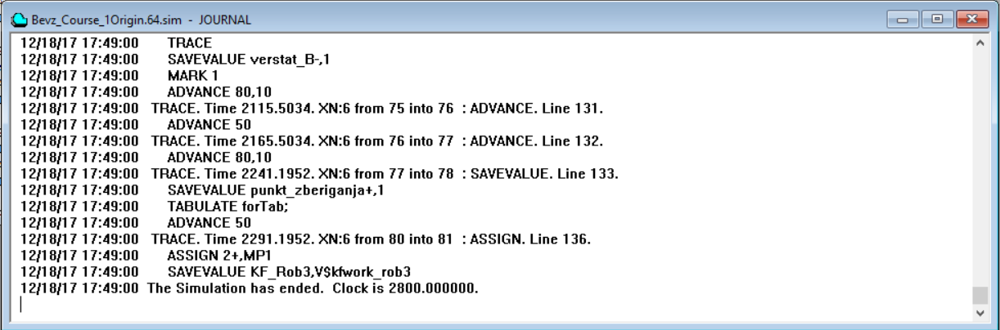 Bevz_Course_1Origin.64.sim - JOURNAL
12/18/17 17:49:00 TRACE
12/18/17 17:49:00 SAVEVALUE verstat_B-,1
12/18/17 17:49:00 MARK 1
12/18/17 17:49:00 ADVANCE 80,10
12/18/17 17:49:00 TRACE. Time 2115.5034. XN:6 from 75 into 76 : ADVANCE. Line 131.
12/18/17 17:49:00 ADVANCE 50
12/18/17 17:49:00 TRACE. Time 2165.5034. XN:6 from 76 into 77 : ADVANCE. Line 132.
12/18/17 17:49:00 ADVANCE 80,10
12/18/17 17:49:00 TRACE. Time 2241.1952. XN:6 from 77 into 78 : SAVEVALUE. Line 133.
12/18/17 17:49:00 SAVEVALUE punkt_zberiganja+,1
12/18/17 17:49:00 TABULATE forTab;
12/18/17 17:49:00 ADVANCE 50
12/18/17 17:49:00 TRACE. Time 2291.1952. XN:6 from 80 into 81 : ASSIGN. Line 136.
12/18/17 17:49:00 ASSIGN 2+,MP1
12/18/17 17:49:00 SAVEVALUE KF_Rob3,V$kfwork_rob3
12/18/17 17:49:00 The Simulation has ended. Clock is 2800.000000.